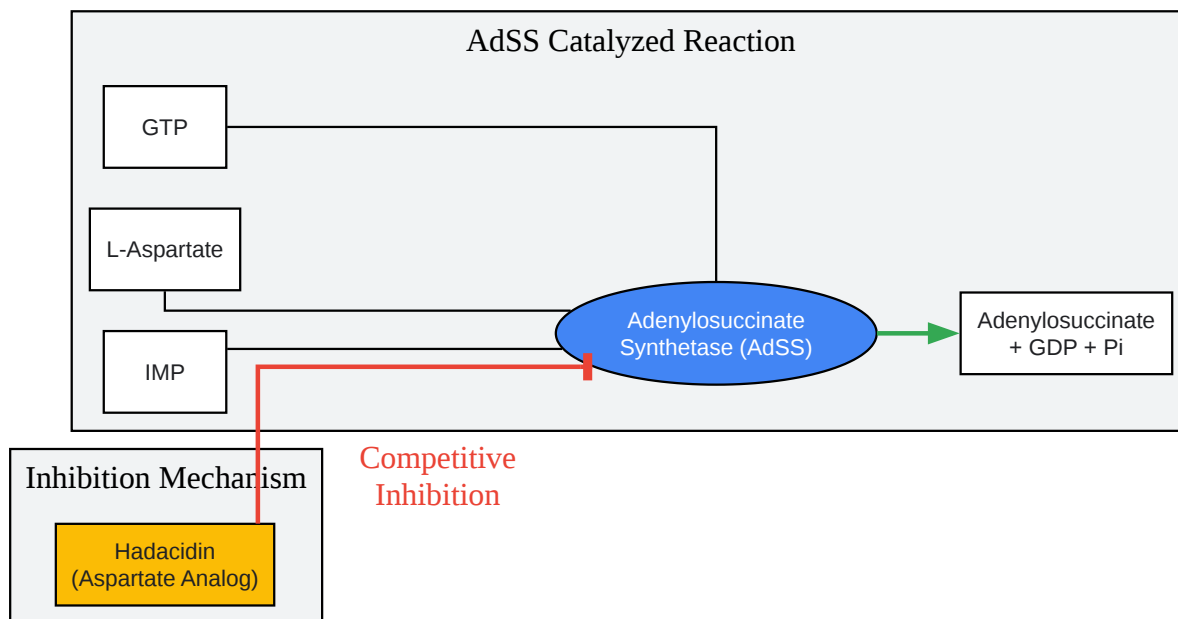 AdSS Catalyzed Reaction
GTP
L-Aspartate
IMP
Adenylosuccinate
Synthetase (AdSS)
Adenylosuccinate
+ GDP + Pi
Competitive
Inhibition
Inhibition Mechanism
Hadacidin
(Aspartate Analog)